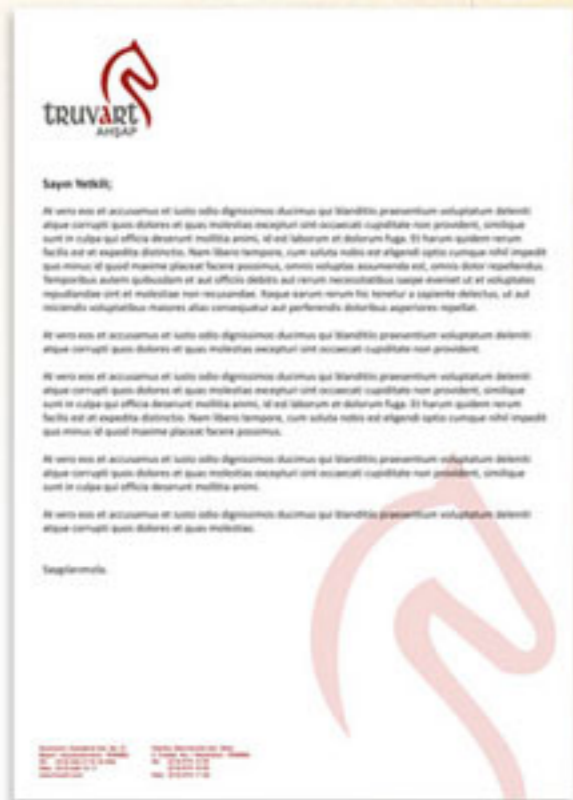 truvart
AHŞAP
Sayın Yetkili;
At vero eos et accusamus et iusto odio dignissimos ducimus qui blanditiis praesentium voluptatum deleniti
atque corrupti quos dolores et quas molestias excepturi sint occaecati cupiditate non provident, similique
sunt in culpa qui officia deserunt mollitia animi, id est laborum et dolorum fuga. Et harum quidem rerum
facilis est et expedita distinctio. Nam libero tempore, cum soluta nobis est eligendi optio cumque nihil impedit
quo minus id quod maxime placeat facere possimus, omnis voluptas assumenda est, omnis dolor repellendus.
Temporibus autem quibusdam et aut officiis debitis aut rerum necessitatibus saepe eveniet ut et voluptates
repudiandae sint et molestiae non recusandae. Itaque earum rerum hic tenetur a sapiente delectus, ut aut
reiciendis voluptatibus maiores alias consequatur aut perferendis doloribus asperiores repellat.
At vero eos et accusamus et iusto odio dignissimos ducimus qui blanditiis praesentium voluptatum deleniti
atque corrupti quos dolores et quas molestias excepturi sint occaecati cupiditate non provident.
At vero eos et accusamus et iusto odio dignissimos ducimus qui blanditiis praesentium voluptatum deleniti
atque corrupti quos dolores et quas molestias excepturi sint occaecati cupiditate non provident, similique
sunt in culpa qui officia deserunt mollitia animi, id est laborum et dolorum fuga. Et harum quidem rerum
facilis est et expedita distinctio. Nam libero tempore, cum soluta nobis est eligendi optio cumque nihil impedit
quo minus id quod maxime placeat facere possimus.
At vero eos et accusamus et iusto odio dignissimos ducimus qui blanditiis praesentium voluptatum deleniti
atque corrupti quos dolores et quas molestias excepturi sint occaecati cupiditate non provident, similique
sunt in culpa qui officia deserunt mollitia animi.
At vero eos et accusamus et iusto odio dignissimos ducimus qui blanditiis praesentium voluptatum deleniti
atque corrupti quos dolores et quas molestias.
Saygılarımızla.